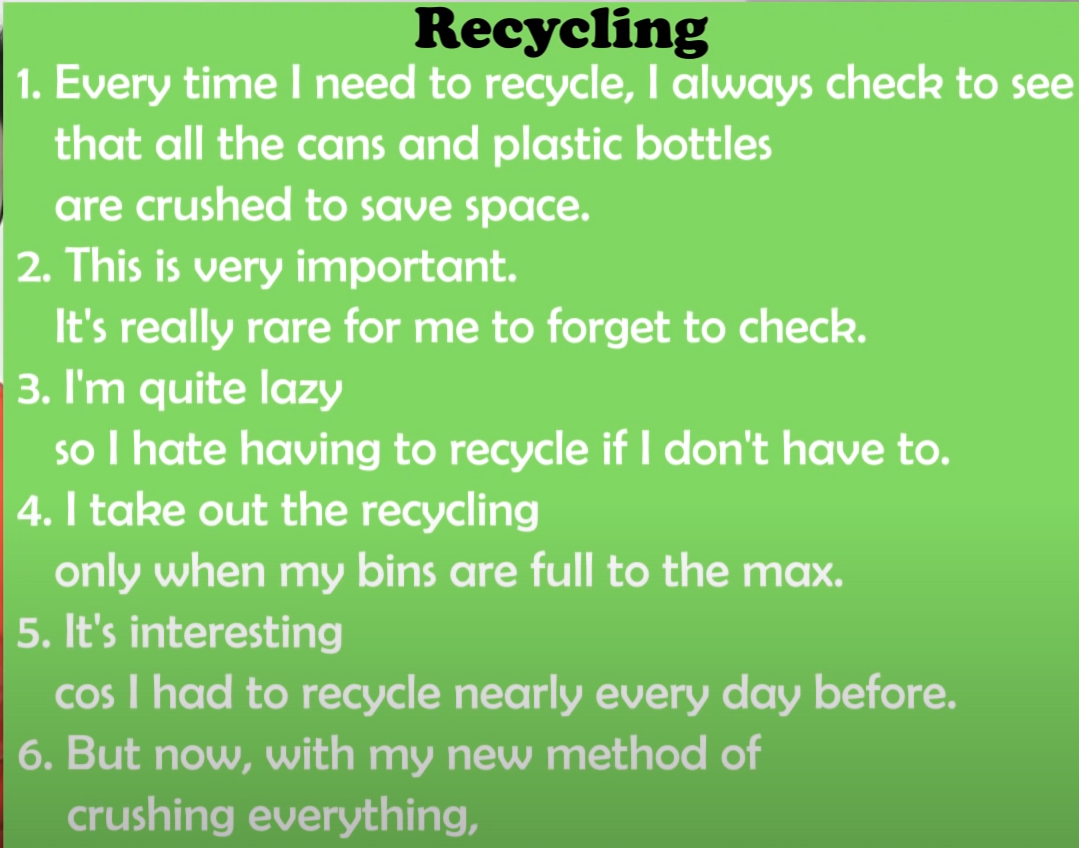 Recycling
1. Every time I need to recycle, I always check to see
that all the cans and plastic bottles
are crushed to save space.
2. This is very important.
It's really rare for me to forget to check.
3. I'm quite lazy
so I hate having to recycle if I don't have to.
4. I take out the recycling
only when my bins are full to the max.
5. It's interesting
cos I had to recycle nearly every day before.
6. But now, with my new method of
crushing everything,